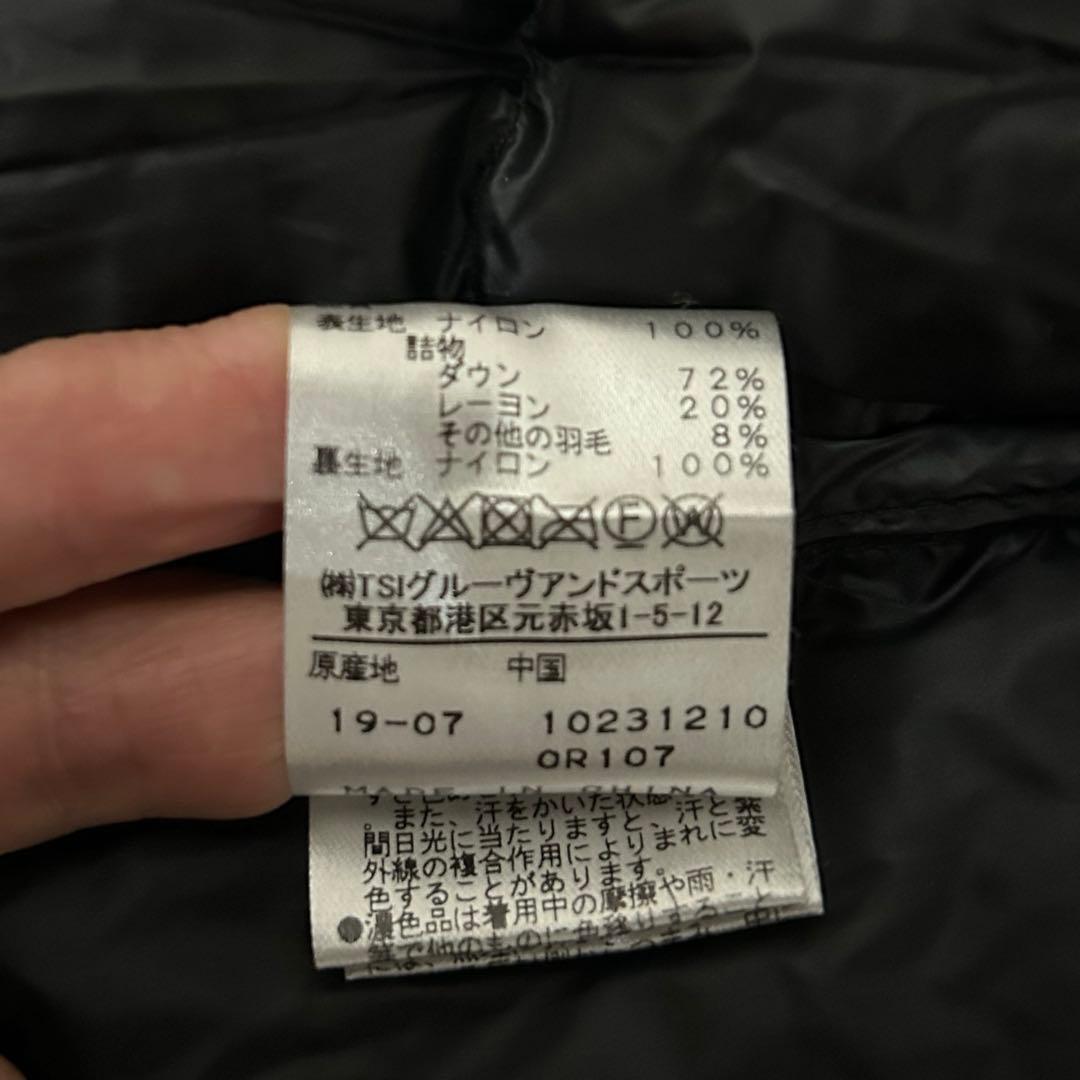 表生地 ナイロン 100%
詰物
ダウン 72%
レーヨン 20%
その他の羽毛 8%
裏生地 ナイロン 100%
F W
㈱TSIグルーヴアンドスポーツ
東京都港区元赤坂1-5-12
原産地 中国
19-07 10231210
0R107
MADE IN CHINA
。また、汗をかいた状態
間日光に当たりますと、汗と紫
外線の複合作用によりまれに変
色することがあります。
●濃色品は着用中の摩擦や雨・汗